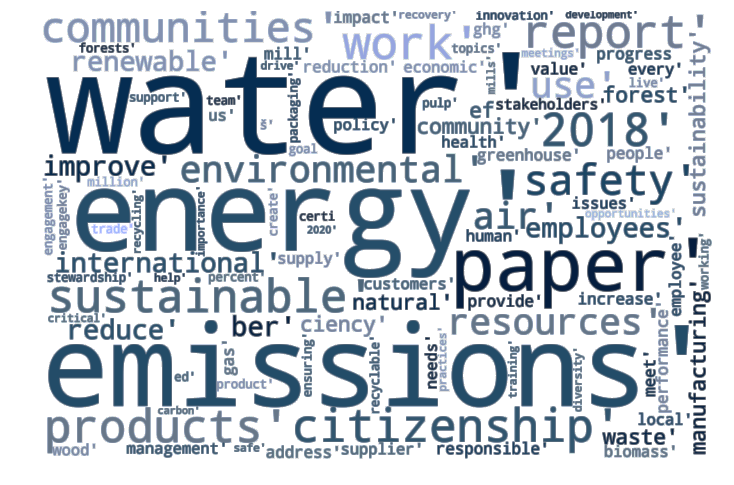 communities' impact' recovery' innovation' development'
work' report'
forests' renewable' mill' drive' reduction' economic' ghg' topics' meetings' progress
water' support' team' us' packaging' mills' value' every' use' live' forest'
š' policy' pulp' ef' stakeholders' community' health' 2018' sustainability'
goal greenhouse' people'
improve' environmental' safety'
engagement' engagekey' million' trade' recycling' importance' create' certi 2020' energy' air' issues' opportunities' human' employees'
international' supply' paper' employee' working'
stewardship' help' percent' customers' increase'
sustainable' natural' provide'
critical' reduce' ber' ciency' resources' manufacturing'
emissions' gas' ensuring' recyclable' needs' practices' training' diversity' meet' performance'
ed' product'
carbon'
products' citizenship' local'
waste'
wood' management' safe' address' supplier' responsible' biomass'